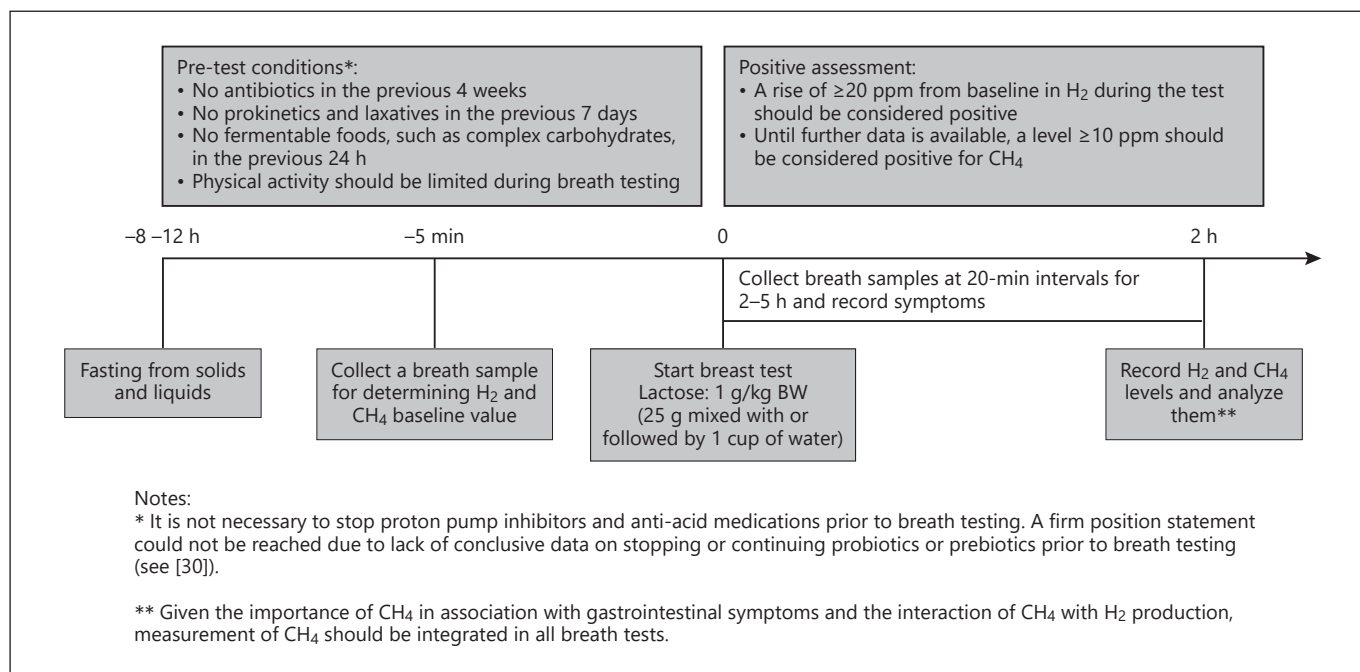 Pre-test conditions*:
• No antibiotics in the previous 4 weeks
• No prokinetics and laxatives in the previous 7 days
• No fermentable foods, such as complex carbohydrates,
in the previous 24 h
• Physical activity should be limited during breath testing
Positive assessment:
• A rise of ≥20 ppm from baseline in H₂ during the test
should be considered positive
• Until further data is available, a level ≥10 ppm should
be considered positive for CH₄
–8 –12 h
–5 min
0
2 h
Collect breath samples at 20-min intervals for
2–5 h and record symptoms
Fasting from solids
and liquids
Collect a breath sample
for determining H₂ and
CH₄ baseline value
Start breast test
Lactose: 1 g/kg BW
(25 g mixed with or
followed by 1 cup of water)
Record H₂ and CH₄
levels and analyze
them**
Notes:
* It is not necessary to stop proton pump inhibitors and anti-acid medications prior to breath testing. A firm position statement
could not be reached due to lack of conclusive data on stopping or continuing probiotics or prebiotics prior to breath testing
(see [30]).
** Given the importance of CH₄ in association with gastrointestinal symptoms and the interaction of CH₄ with H₂ production,
measurement of CH₄ should be integrated in all breath tests.